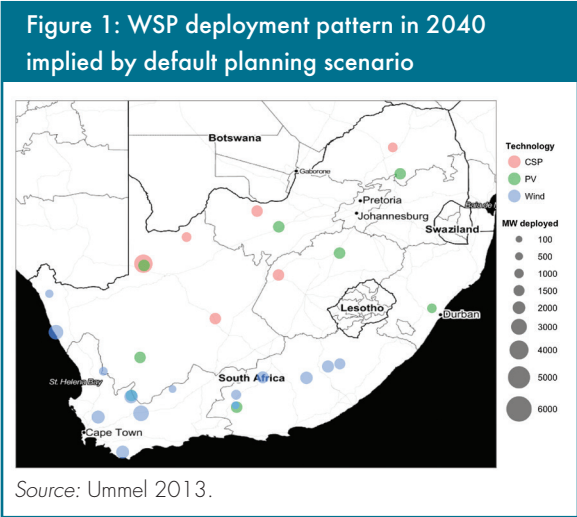 Figure 1: WSP deployment pattern in 2040
implied by default planning scenario
Botswana
Gaborone
Pretoria
Johannesburg
Swaziland
Lesotho
Durban
South Africa
St. Helena Bay
Cape Town
Technology
CSP
PV
Wind
MW deployed
100
500
1000
1500
2000
3000
4000
5000
6000
Source: Ummel 2013.